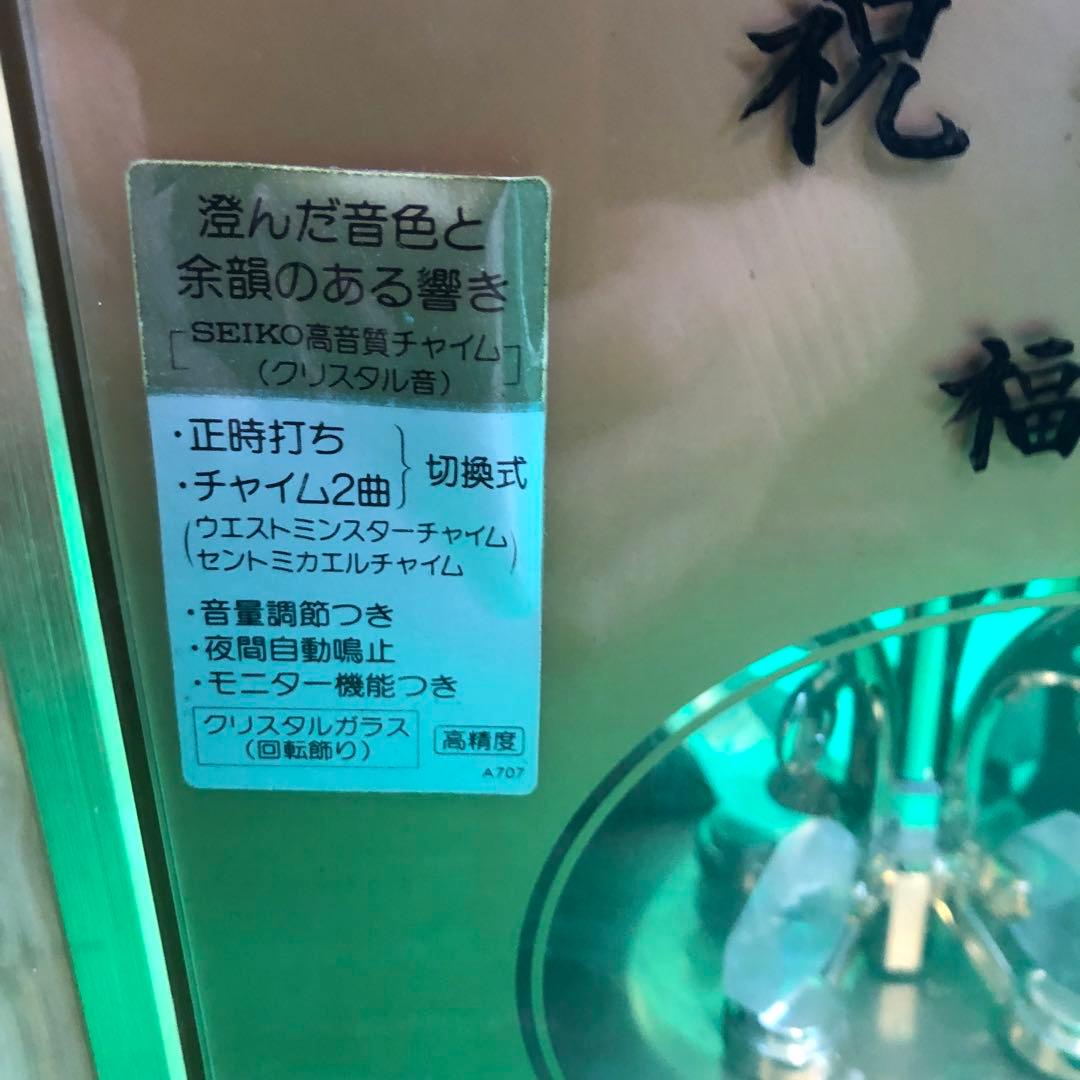 祝
福
澄んだ音色と
余韻のある響き
「SEIKO高音質チャイム」
(クリスタル音)
・正時打ち
・チャイム2曲
切換式
(ウエストミンスターチャイム
セントミカエルチャイム)
・音量調節つき
・夜間自動鳴止
・モニター機能つき
クリスタルガラス
(回転飾り)
高精度
A707